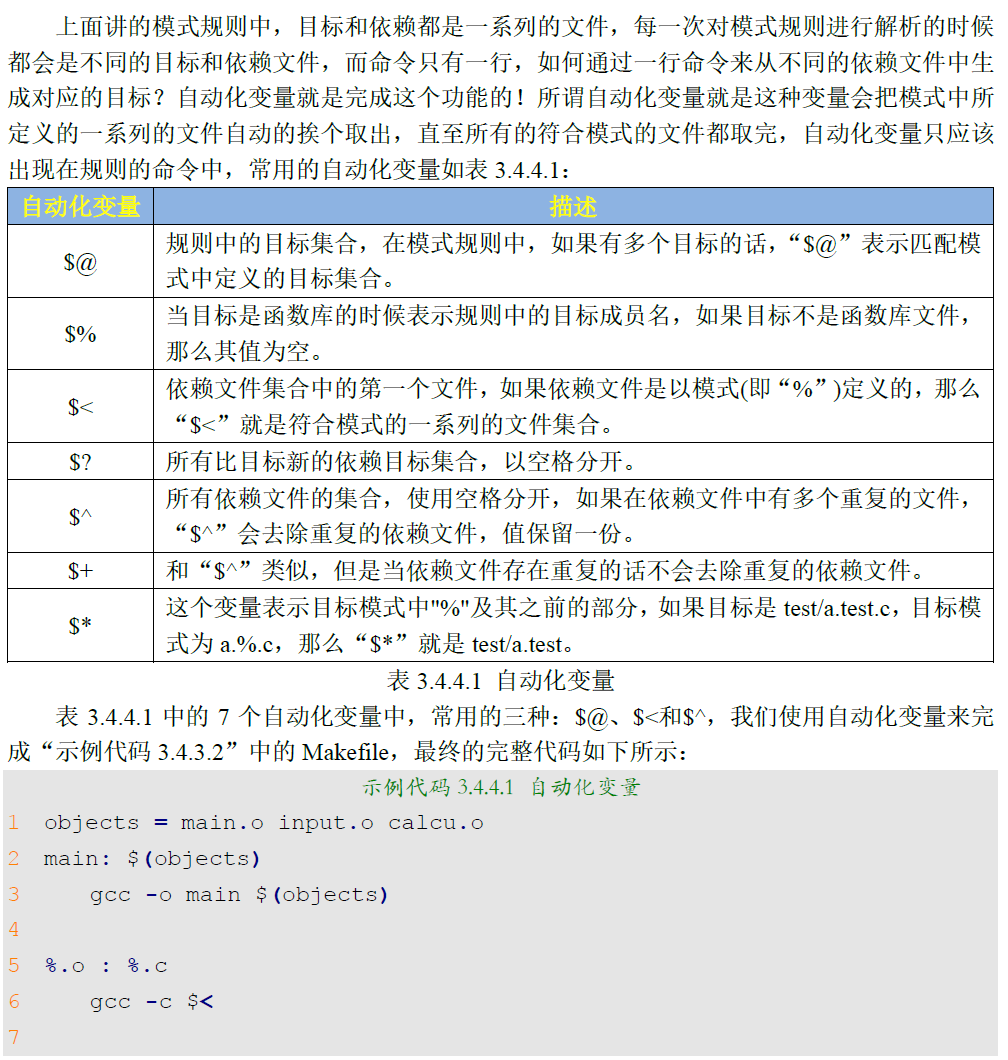 上面讲的模式规则中，目标和依赖都是一系列的文件，每一次对模式规则进行解析的时候
都会是不同的目标和依赖文件，而命令只有一行，如何通过一行命令来从不同的依赖文件中生
成对应的目标？自动化变量就是完成这个功能的！所谓自动化变量就是这种变量会把模式中所
定义的一系列的文件自动的挨个取出，直至所有的符合模式的文件都取完，自动化变量只应该
出现在规则的命令中，常用的自动化变量如表 3.4.4.1：
自动化变量 描述
$@ 规则中的目标集合，在模式规则中，如果有多个目标的话，“$@”表示匹配模
式中定义的目标集合。
$% 当目标是函数库的时候表示规则中的目标成员名，如果目标不是函数库文件，
那么其值为空。
$< 依赖文件集合中的第一个文件，如果依赖文件是以模式(即“%”)定义的，那么
“$<”就是符合模式的一系列的文件集合。
$? 所有比目标新的依赖目标集合，以空格分开。
$^ 所有依赖文件的集合，使用空格分开，如果在依赖文件中有多个重复的文件，
“$^”会去除重复的依赖文件，值保留一份。
$+ 和“$^”类似，但是当依赖文件存在重复的话不会去除重复的依赖文件。
$* 这个变量表示目标模式中"%"及其之前的部分，如果目标是 test/a.test.c，目标模
式为 a.%.c，那么“$*”就是 test/a.test。
表 3.4.4.1 自动化变量
表 3.4.4.1 中的 7 个自动化变量中，常用的三种：$@、$<和$^，我们使用自动化变量来完
成“示例代码 3.4.3.2”中的 Makefile，最终的完整代码如下所示：
示例代码 3.4.4.1 自动化变量
1 objects = main.o input.o calcu.o
2 main: $(objects)
3 gcc -o main $(objects)
4
5 %.o : %.c
6 gcc -c $<
7